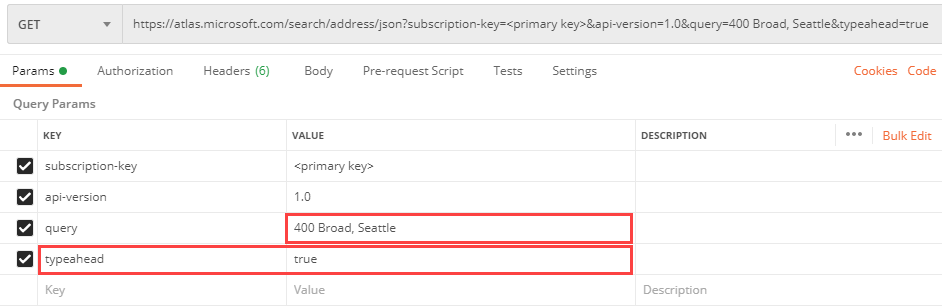 GET https://atlas.microsoft.com/search/address/json?subscription-key=<primary key>&api-version=1.0&query=400 Broad, Seattle&typeahead=true
Params Authorization Headers (6) Body Pre-request Script Tests Settings Cookies Code
Query Params
KEY VALUE DESCRIPTION ••• Bulk Edit
subscription-key <primary key>
api-version 1.0
query 400 Broad, Seattle
typeahead true
Key Value Description